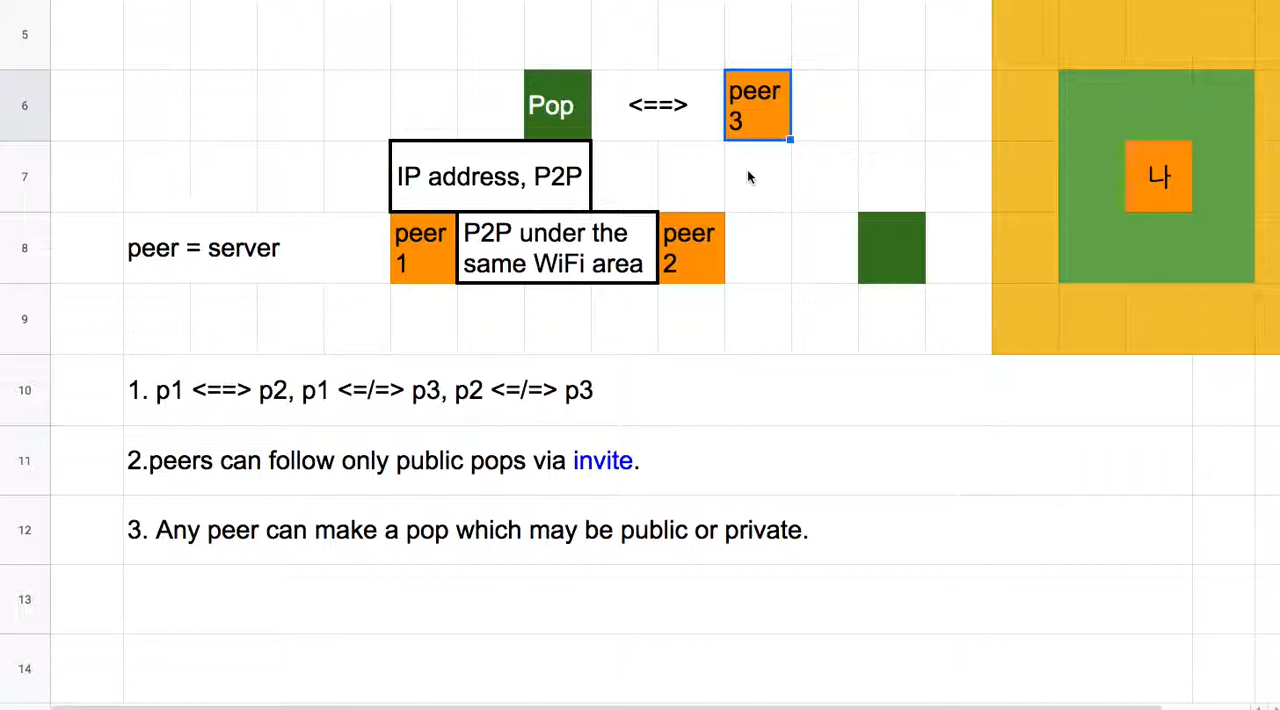 5
6
Pop
<==>
peer
3
7
IP address, P2P
나
8
peer = server
peer
1
P2P under the
same WiFi area
peer
2
9
10
1. p1 <==> p2, p1 <=/=> p3, p2 <=/=> p3
11
2.peers can follow only public pops via invite.
12
3. Any peer can make a pop which may be public or private.
13
14